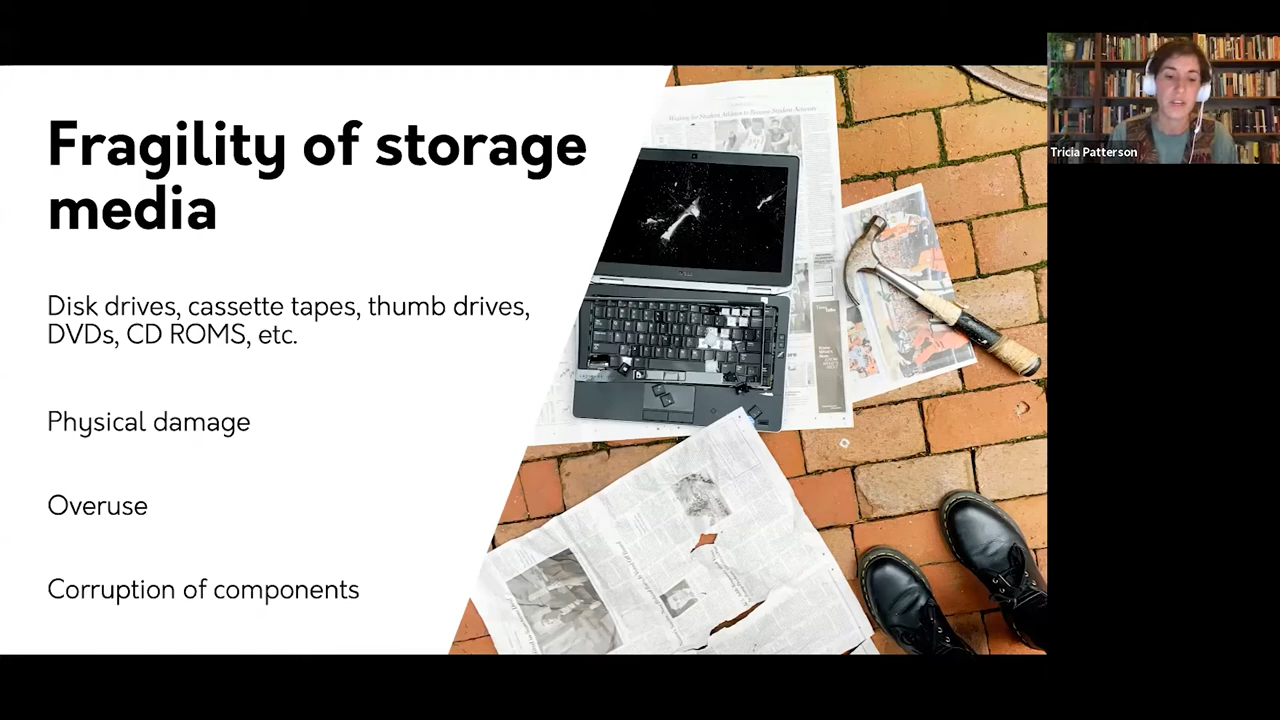 Fragility of storage
media
Disk drives, cassette tapes, thumb drives,
DVDs, CD ROMS, etc.
Physical damage
Overuse
Corruption of components
Tricia Patterson